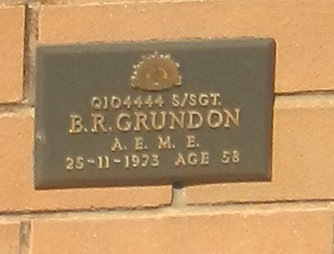 Q104444 S/SGT.
B.R. GRUNDON
A. E. M. E.
25-11-1973 AGE 58